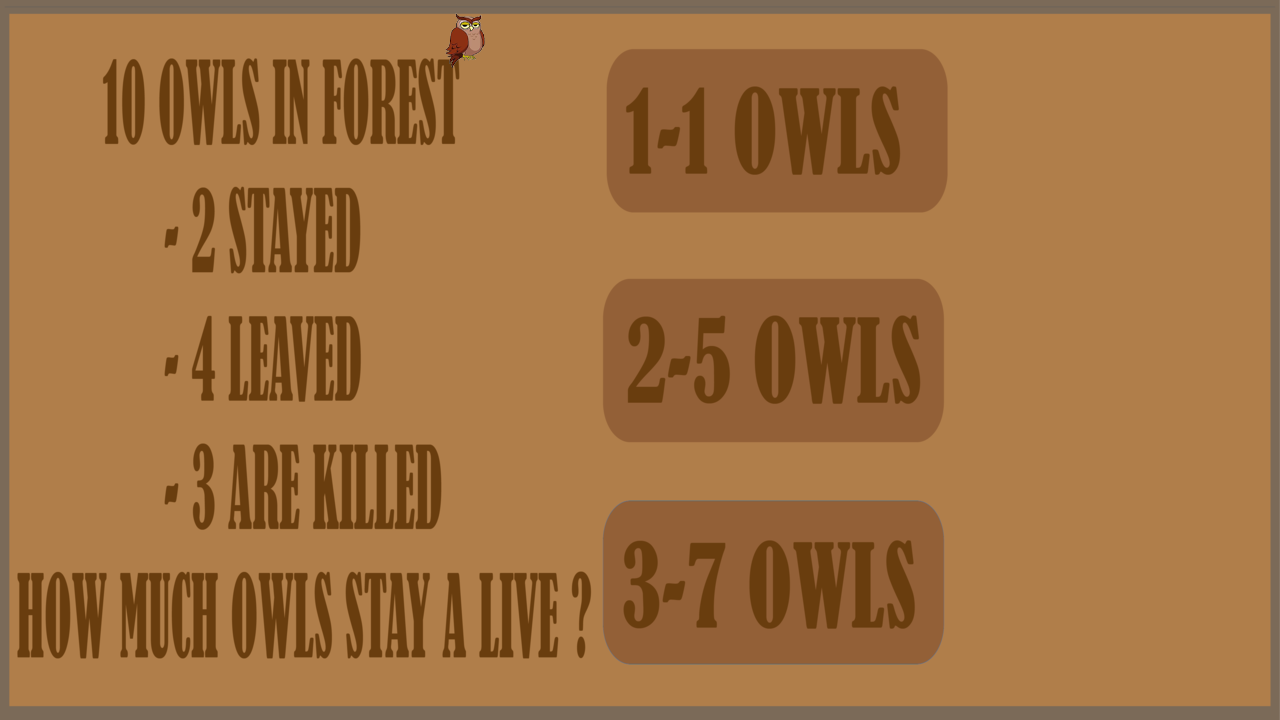 10 OWLS IN FOREST
- 2 STAYED
- 4 LEAVED
- 3 ARE KILLED
HOW MUCH OWLS STAY A LIVE ?
1-1 OWLS
2-5 OWLS
3-7 OWLS